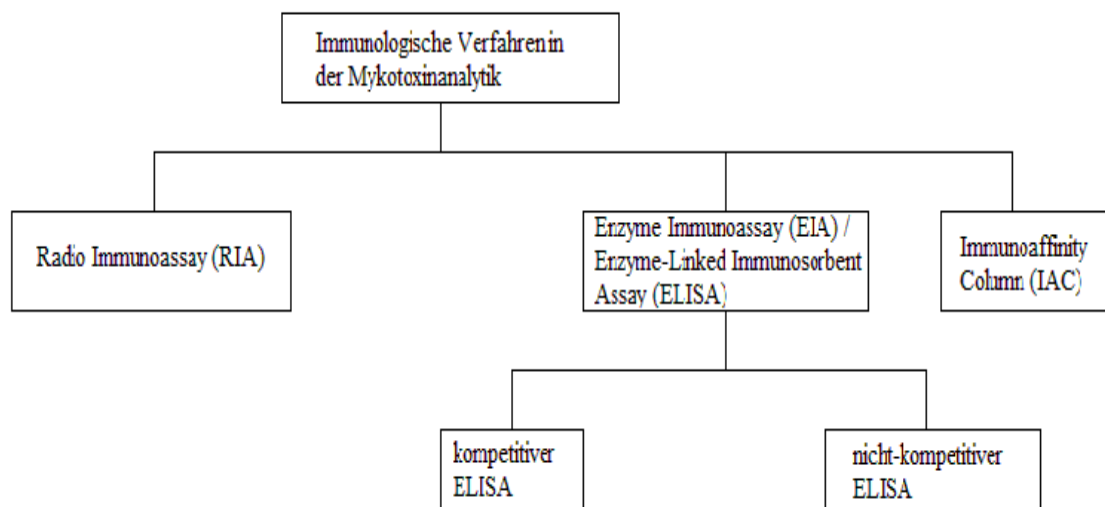 Immunologische Verfahren in
der Mykotoxinanalytik
Radio Immunoassay (RIA)
Enzyme Immunoassay (EIA) /
Enzyme-Linked Immunosorbent
Assay (ELISA)
Immunoaffinity
Column (IAC)
kompetitiver
ELISA
nicht-kompetitiver
ELISA